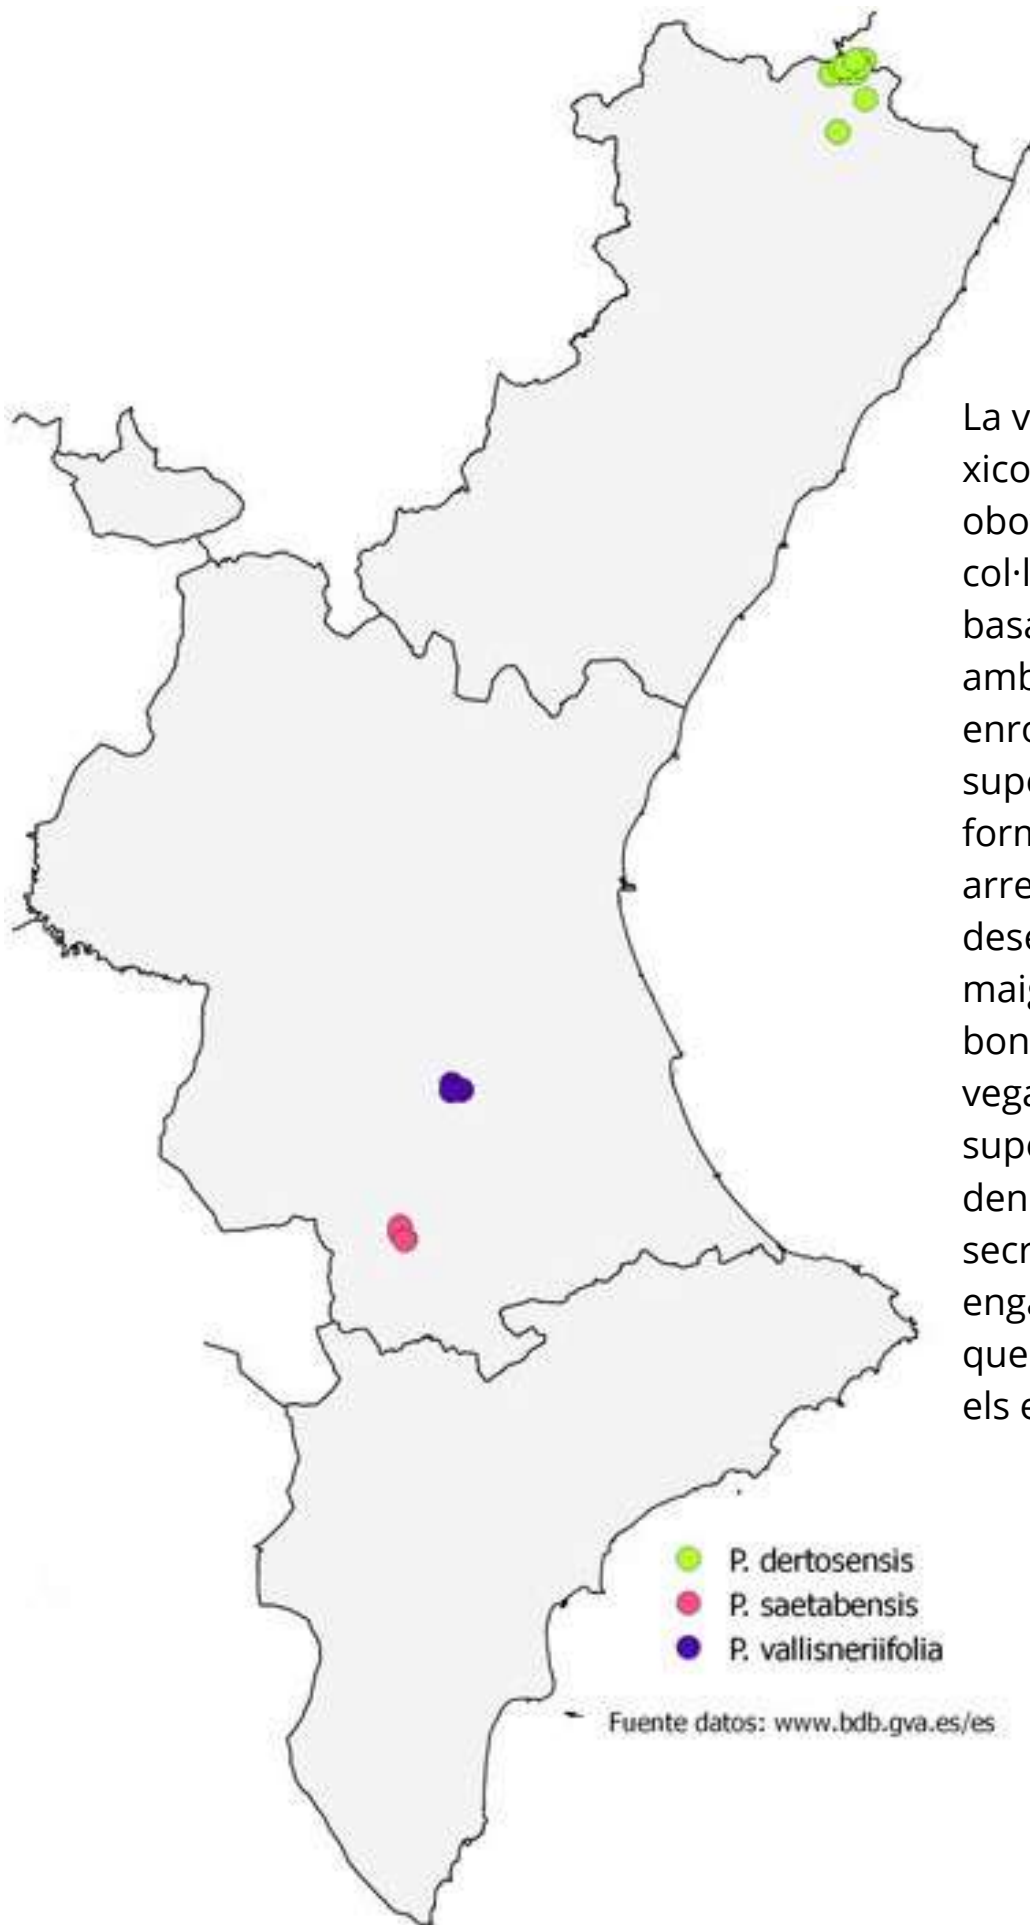 La v
xico
obo
col·l
basa
amb
enro
supe
form
arre
dese
maig
bon
vega
supe
den
secr
enga
que
els e
P. dertosensis
P. saetabensis
P. vallisneriifolia
Fuente datos: www.bdb.gva.es/es